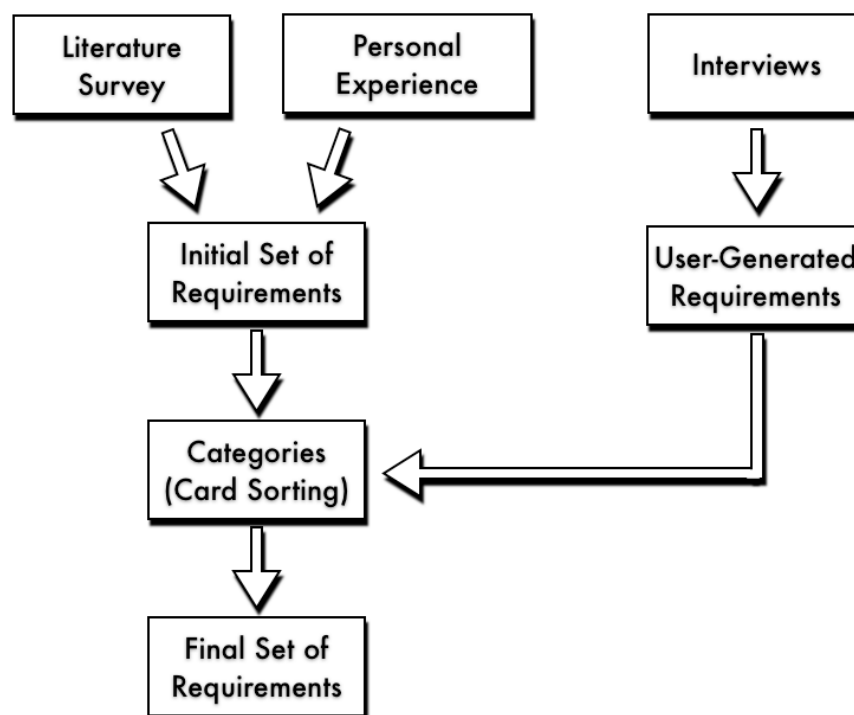 Literature
Survey
Personal
Experience
Interviews
Initial Set of
Requirements
User-Generated
Requirements
Categories
(Card Sorting)
Final Set of
Requirements